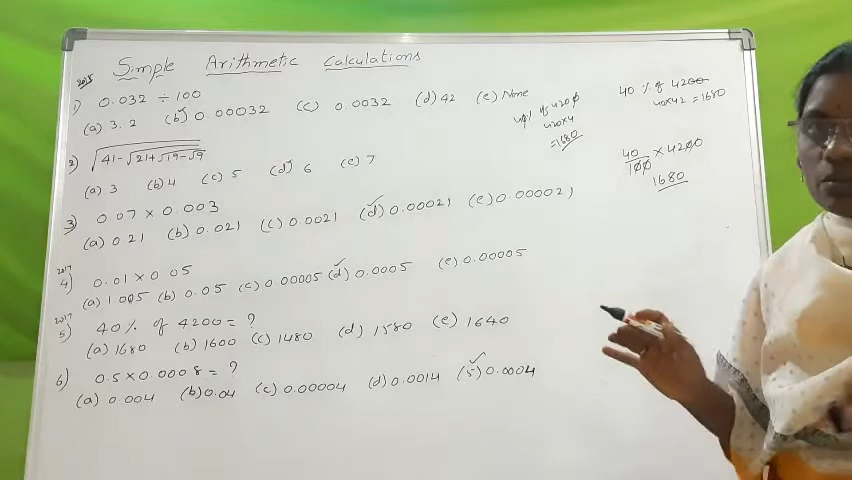 Simple Arithmetic Calculations
2015
1) 0.032 ÷ 100
(a) 3.2 (b) 0.00032 (c) 0.0032 (d) 42 (e) None
2) √41-√21+√19-√9
(a) 3 (b) 4 (c) 5 (d) 6 (e) 7
3) 0.07 × 0.003
(a) 0.21 (b) 0.021 (c) 0.0021 (d) 0.00021 (e) 0.000021
2017
4) 0.01 × 0.05
(a) 1.005 (b) 0.05 (c) 0.00005 (d) 0.0005 (e) 0.00005
2017
5) 40% of 4200 = ?
(a) 1680 (b) 1600 (c) 1480 (d) 1580 (e) 1640
6) 0.5 × 0.0008 = ?
(a) 0.004 (b) 0.04 (c) 0.00004 (d) 0.0014 (5) 0.0004
of 4200
420×4
=1680
40 % of 4200
40×42 = 1680
40/100 × 4200
1680